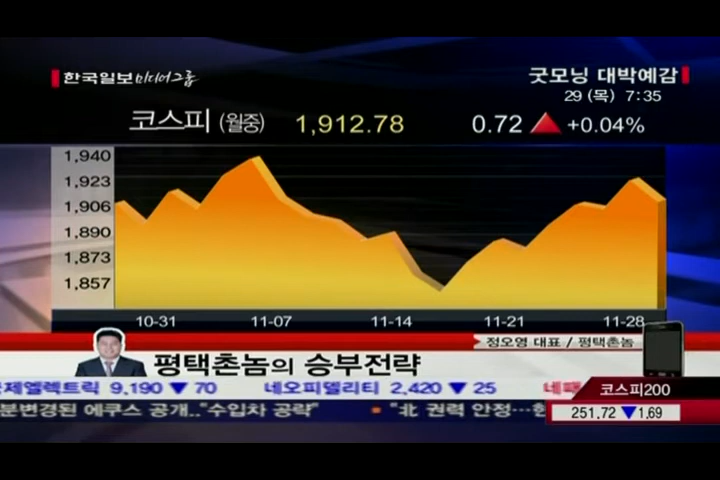 한국일보 미디어그룹
굿모닝 대박예감
29 (목) 7:35
코스피 (월중) 1,912.78 0.72 ▲ +0.04%
1,940
1,923
1,906
1,890
1,873
1,857
10-31 11-07 11-14 11-21 11-28
정오영 대표 / 평택촌놈
평택촌놈의 승부전략
제엘렉트릭 9,190 ▼ 70 네오피델리티 2,420 ▼ 25 네패
코스피200
251.72 ▼1.69
분변경된 에쿠스 공개.."수입차 공략" • "北 권력 안정…